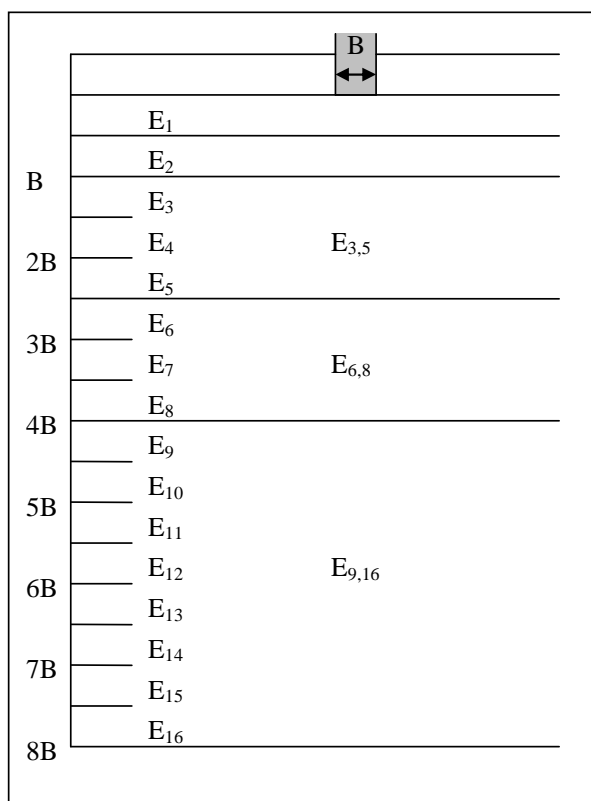 B
E₁
E₂
B
E₃
E₄ E₃,₅
2B
E₅
E₆
3B
E₇ E₆,₈
E₈
4B
E₉
E₁₀
5B
E₁₁
E₁₂ E₉,₁₆
6B
E₁₃
E₁₄
7B
E₁₅
E₁₆
8B